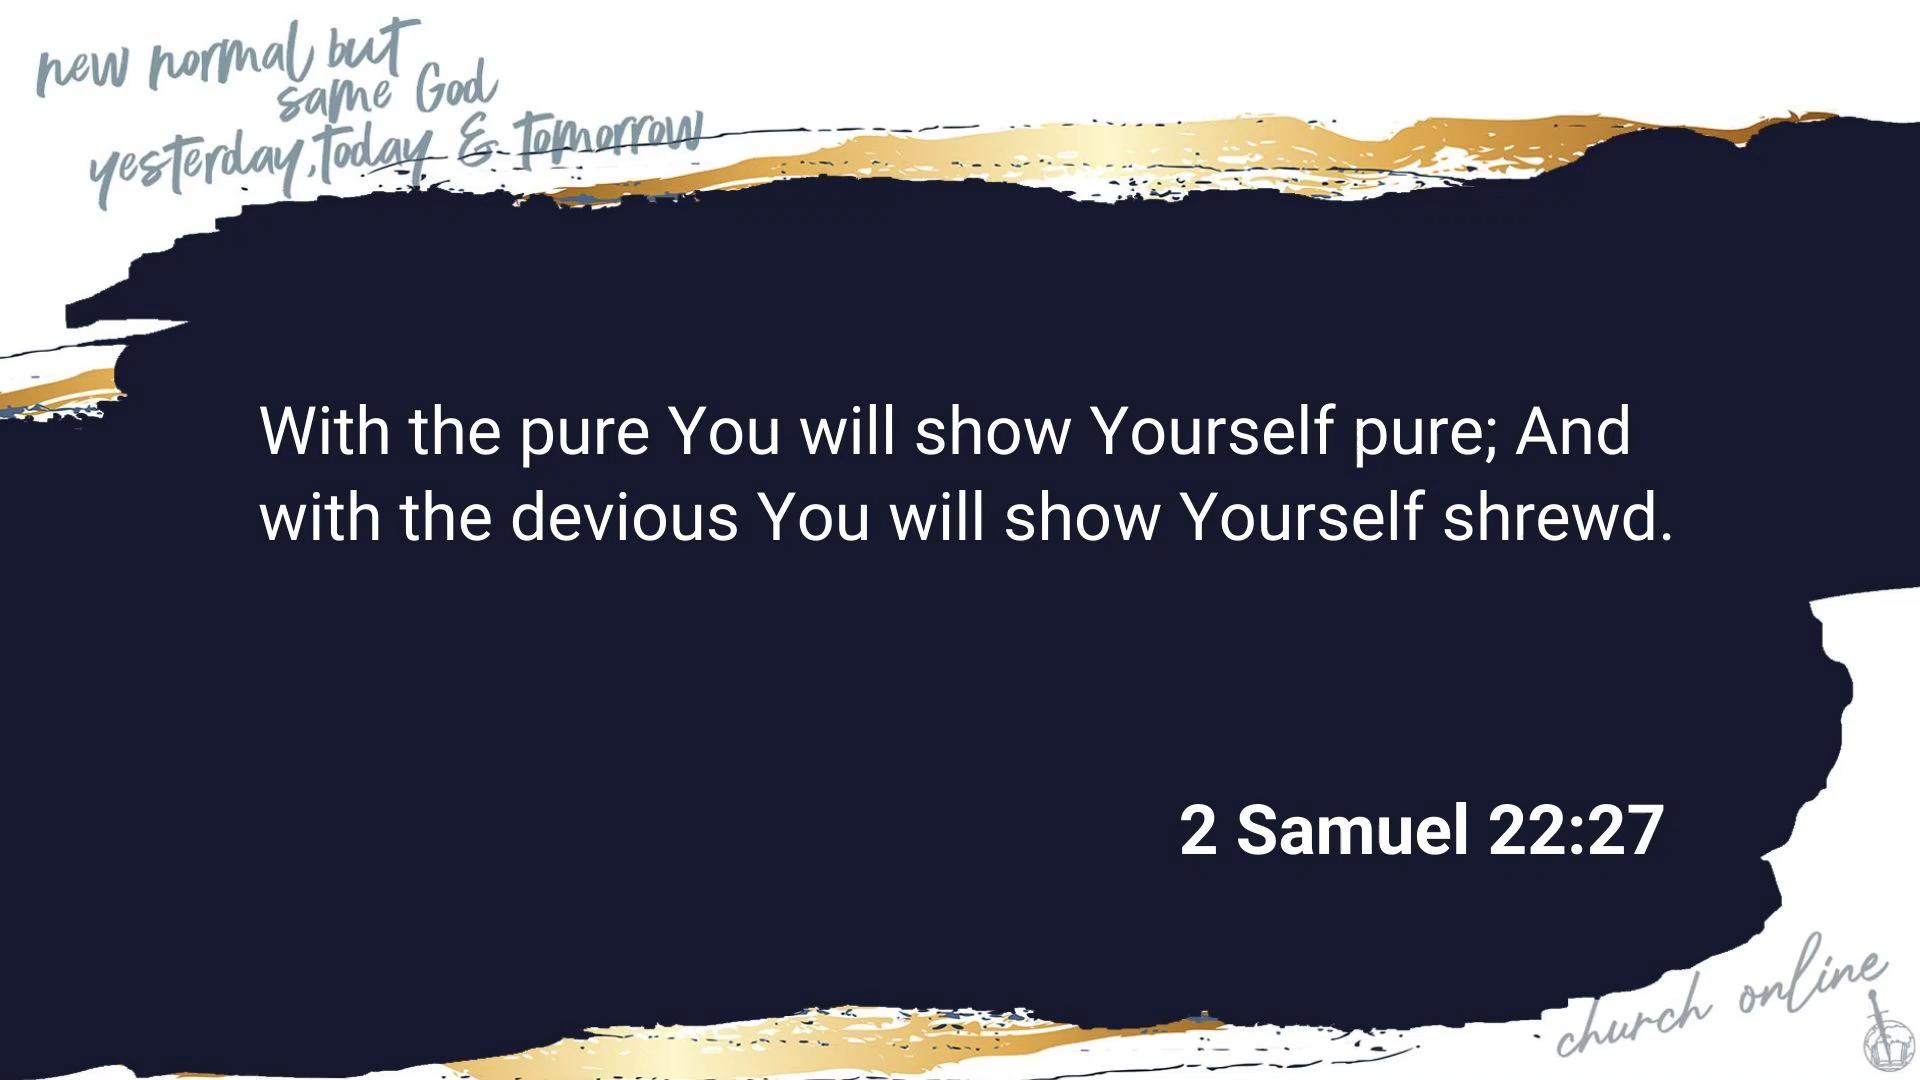 new normal but
same God
yesterday, today & tomorrow
With the pure You will show Yourself pure; And
with the devious You will show Yourself shrewd.
2 Samuel 22:27
church online